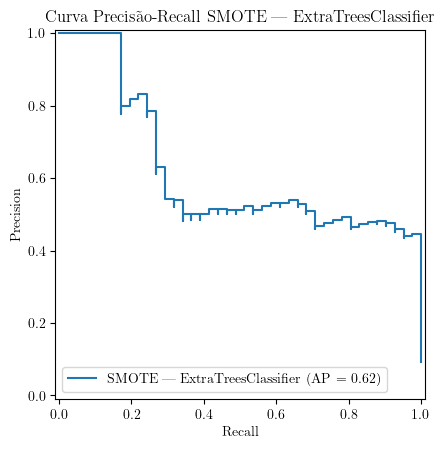 Curva Precisão-Recall SMOTE — ExtraTreesClassifier
1.0
0.8
0.6
0.4
0.2
0.0
Precision
SMOTE — ExtraTreesClassifier (AP = 0.62)
0.0 0.2 0.4 0.6 0.8 1.0
Recall